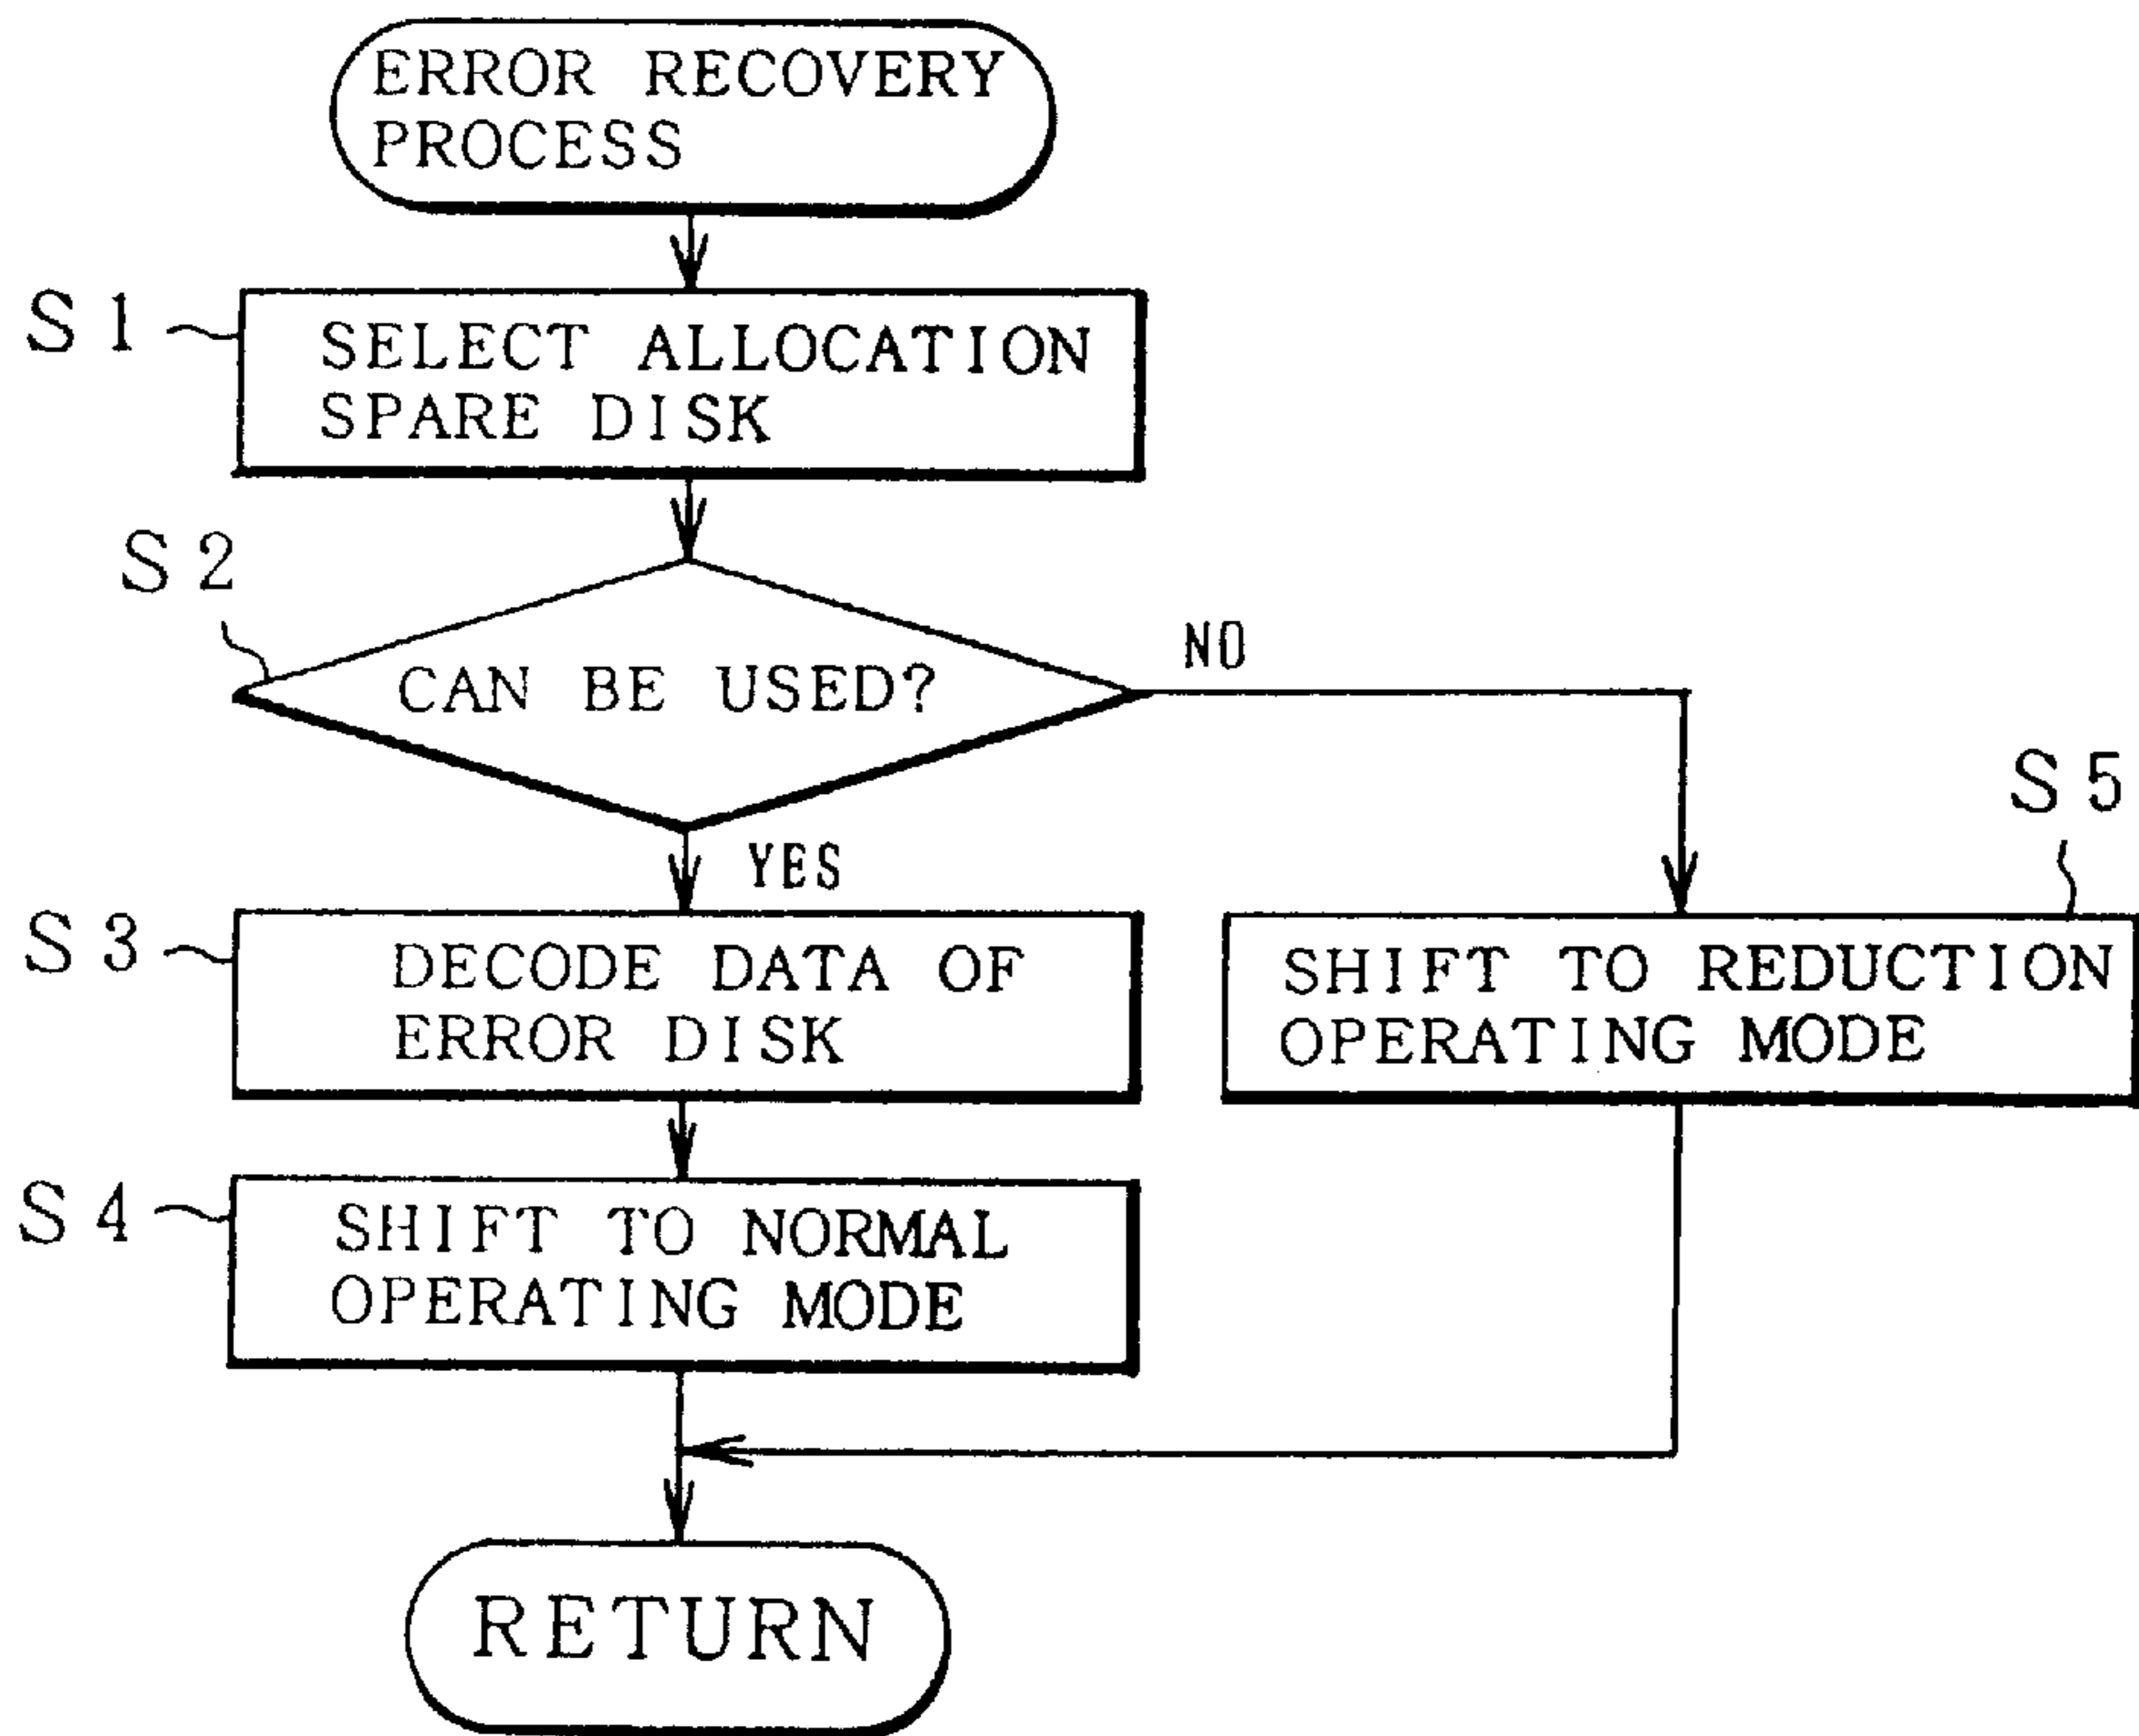 ERROR RECOVERY
PROCESS
S1
SELECT ALLOCATION
SPARE DISK
S2
CAN BE USED?
NO
YES
S3
DECODE DATA OF
ERROR DISK
S5
SHIFT TO REDUCTION
OPERATING MODE
S4
SHIFT TO NORMAL
OPERATING MODE
RETURN